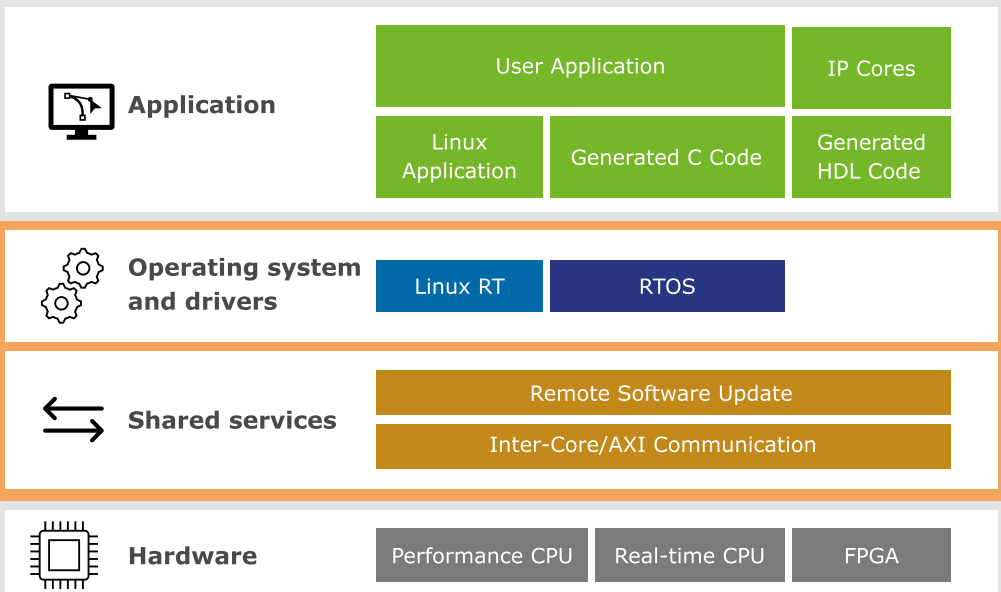 Application
User Application
IP Cores
Linux
Application
Generated C Code
Generated
HDL Code
Operating system
and drivers
Linux RT
RTOS
Shared services
Remote Software Update
Inter-Core/AXI Communication
Hardware
Performance CPU
Real-time CPU
FPGA